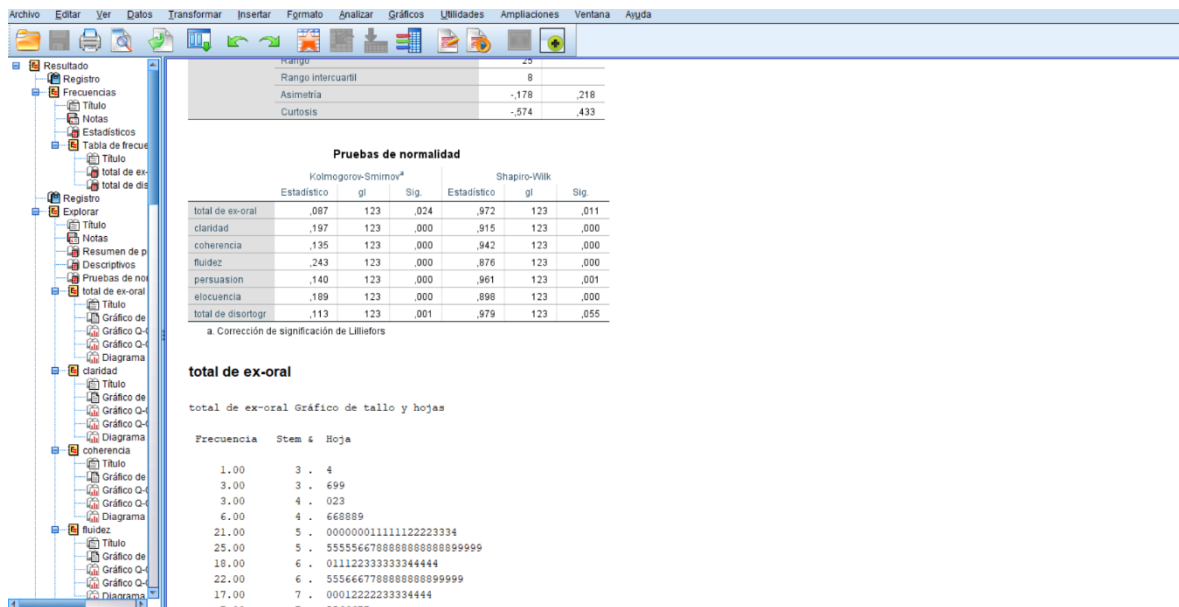 Archivo Editar Ver Datos Transformar Insertar Formato Analizar Gráficos Utilidades Ampliaciones Ventana Ayuda
Resultado
Registro
Frecuencias
Título
Notas
Estadísticos
Tabla de frecue
Título
total de ex-
total de dis
Registro
Explorar
Título
Notas
Resumen de p
Descriptivos
Pruebas de nor
total de ex-oral
Título
Gráfico de
Gráfico Q-
Gráfico Q-
Diagrama
claridad
Título
Gráfico de
Gráfico Q-
Gráfico Q-
Diagrama
coherencia
Título
Gráfico de
Gráfico Q-
Gráfico Q-
Diagrama
fluidez
Título
Gráfico de
Gráfico Q-
Gráfico Q-
Diagrama
Rango 25
Rango intercuartil 8
Asimetría -,178 ,218
Curtosis -,574 ,433
Pruebas de normalidad
Kolmogorov-Smirnovª Shapiro-Wilk
Estadístico gl Sig. Estadístico gl Sig.
total de ex-oral ,087 123 ,024 ,972 123 ,011
claridad ,197 123 ,000 ,915 123 ,000
coherencia ,135 123 ,000 ,942 123 ,000
fluidez ,243 123 ,000 ,876 123 ,000
persuasion ,140 123 ,000 ,961 123 ,001
elocuencia ,189 123 ,000 ,898 123 ,000
total de disortogr ,113 123 ,001 ,979 123 ,055
a. Corrección de significación de Lilliefors
total de ex-oral
total de ex-oral Gráfico de tallo y hojas
Frecuencia Stem & Hoja
1.00 3 . 4
3.00 3 . 699
3.00 4 . 023
6.00 4 . 668889
21.00 5 . 000000011111122223334
25.00 5 . 5555566788888888888899999
18.00 6 . 011122333333344444
22.00 6 . 5556667788888888899999
17.00 7 . 00012222233334444